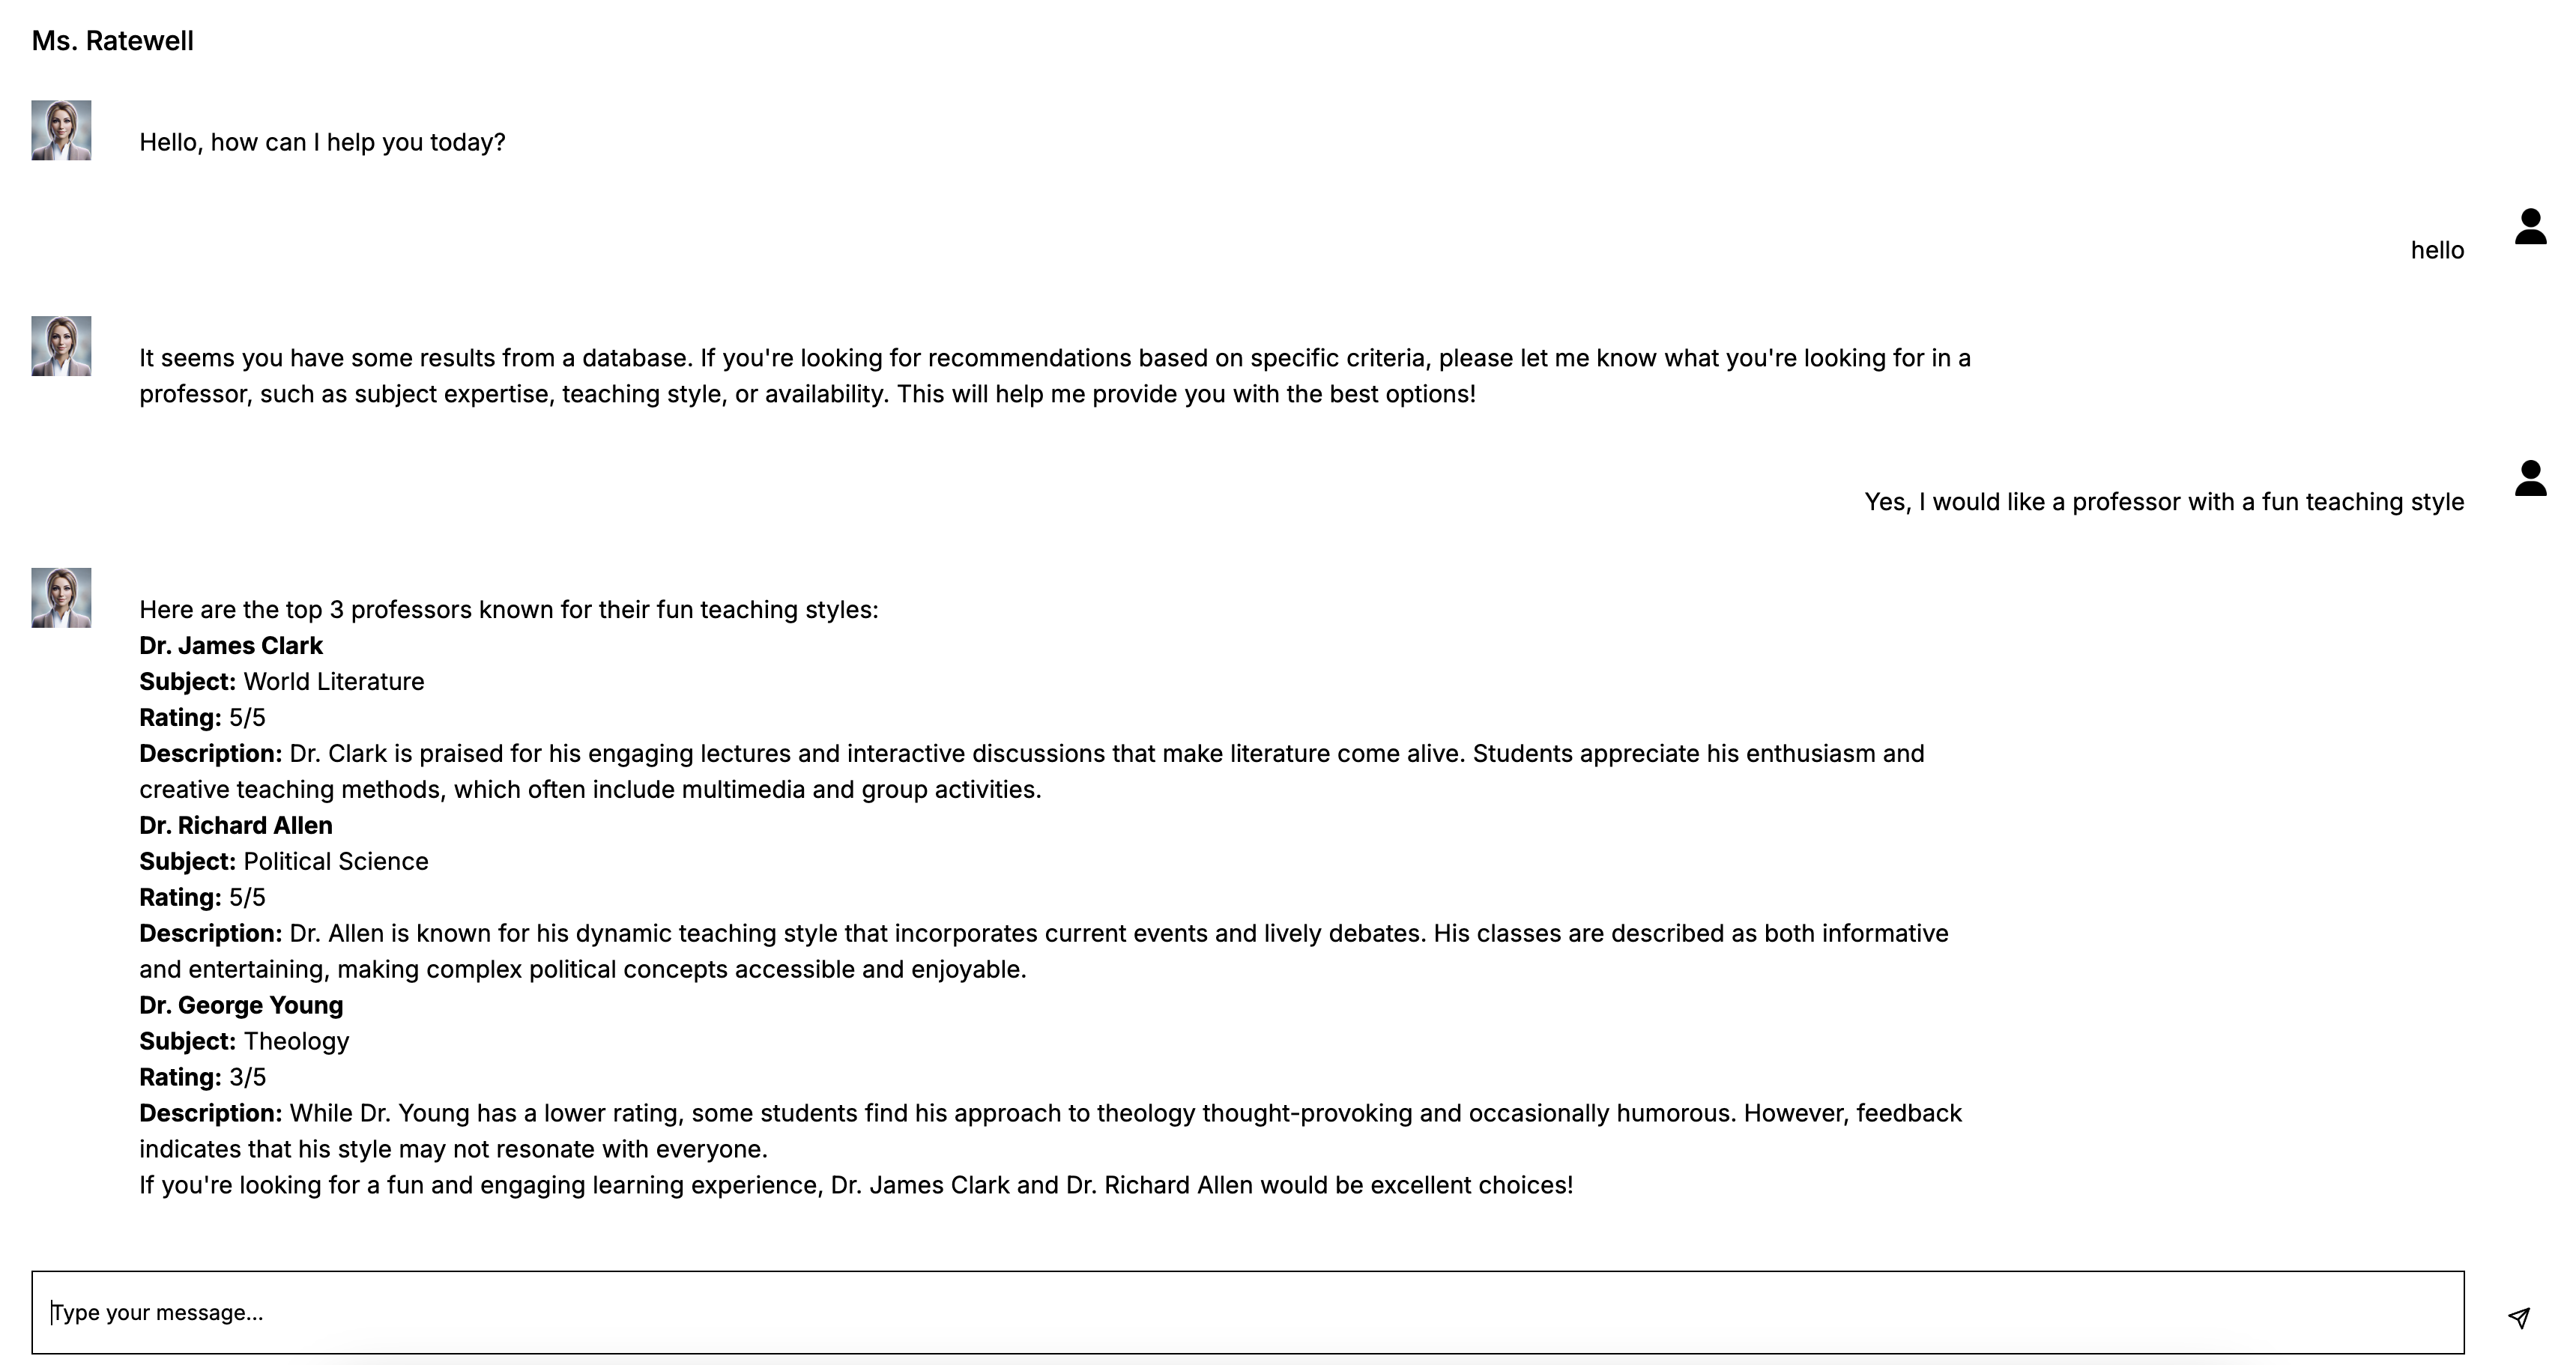 Ms. Ratewell
Hello, how can I help you today?
hello
It seems you have some results from a database. If you're looking for recommendations based on specific criteria, please let me know what you're looking for in a
professor, such as subject expertise, teaching style, or availability. This will help me provide you with the best options!
Yes, I would like a professor with a fun teaching style
Here are the top 3 professors known for their fun teaching styles:
Dr. James Clark
Subject: World Literature
Rating: 5/5
Description: Dr. Clark is praised for his engaging lectures and interactive discussions that make literature come alive. Students appreciate his enthusiasm and
creative teaching methods, which often include multimedia and group activities.
Dr. Richard Allen
Subject: Political Science
Rating: 5/5
Description: Dr. Allen is known for his dynamic teaching style that incorporates current events and lively debates. His classes are described as both informative
and entertaining, making complex political concepts accessible and enjoyable.
Dr. George Young
Subject: Theology
Rating: 3/5
Description: While Dr. Young has a lower rating, some students find his approach to theology thought-provoking and occasionally humorous. However, feedback
indicates that his style may not resonate with everyone.
If you're looking for a fun and engaging learning experience, Dr. James Clark and Dr. Richard Allen would be excellent choices!
Type your message...